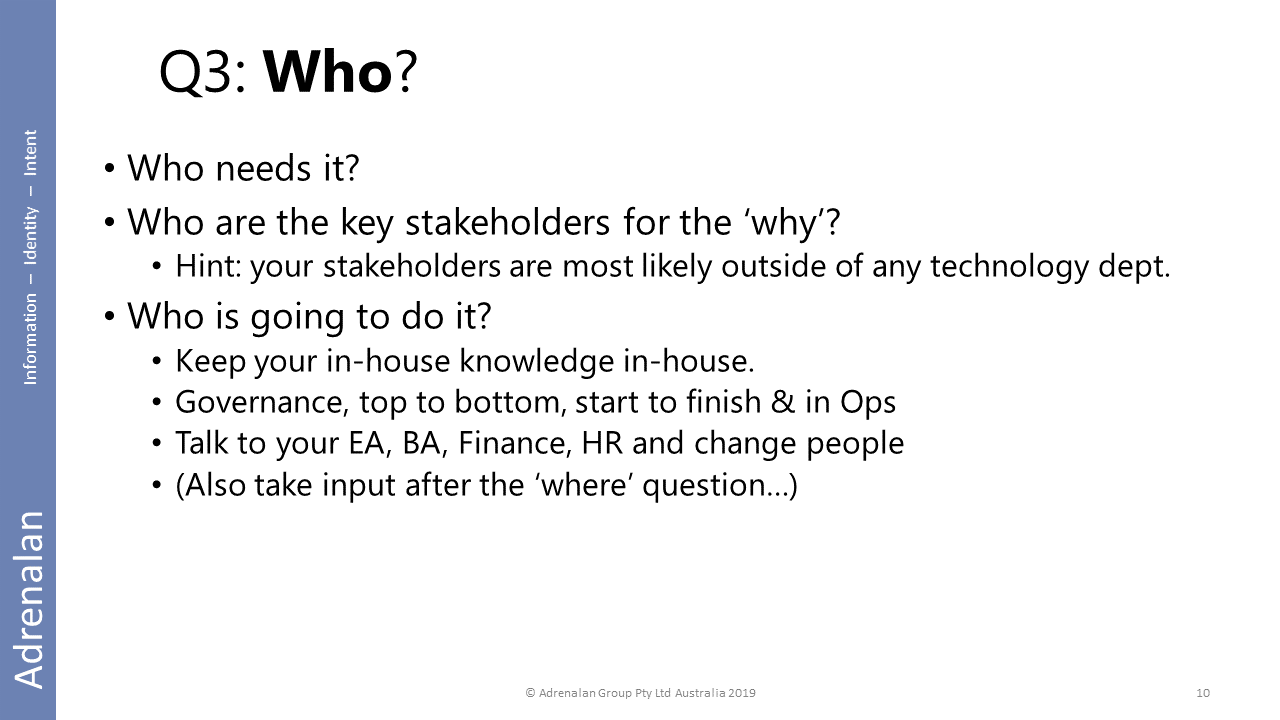 Q3: Who?
• Who needs it?
• Who are the key stakeholders for the ‘why’?
• Hint: your stakeholders are most likely outside of any technology dept.
• Who is going to do it?
• Keep your in-house knowledge in-house.
• Governance, top to bottom, start to finish & in Ops
• Talk to your EA, BA, Finance, HR and change people
• (Also take input after the ‘where’ question…)
Information – Identity – Intent
Adrenalan
© Adrenalan Group Pty Ltd Australia 2019
10